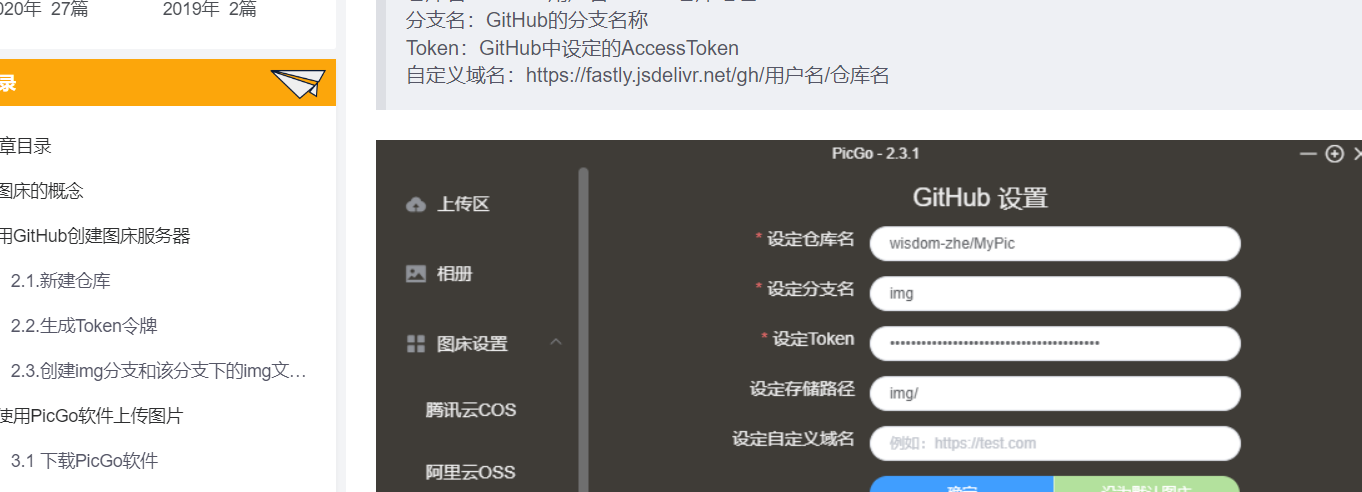 020年 27篇
2019年 2篇
录
章目录
图床的概念
用GitHub创建图床服务器
2.1.新建仓库
2.2.生成Token令牌
2.3.创建img分支和该分支下的img文…
使用PicGo软件上传图片
3.1 下载PicGo软件
分支名：GitHub的分支名称
Token：GitHub中设定的AccessToken
自定义域名：https://fastly.jsdelivr.net/gh/用户名/仓库名
PicGo - 2.3.1
上传区
相册
图床设置
腾讯云COS
阿里云OSS
GitHub 设置
* 设定仓库名 wisdom-zhe/MyPic
* 设定分支名 img
* 设定Token ••••••••••••••••••••••••••••••••••••••••
设定存储路径 img/
设定自定义域名 例如：https://test.com